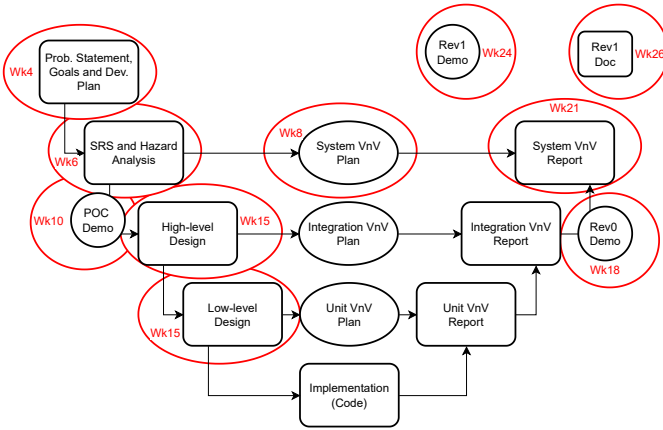 Prob. Statement,
Goals and Dev.
Plan
Wk4
Rev1
Demo
Wk24
Rev1
Doc
Wk26
SRS and Hazard
Analysis
Wk6
Wk8
System VnV
Plan
Wk21
System VnV
Report
Wk10
POC
Demo
High-level
Design
Wk15
Integration VnV
Plan
Integration VnV
Report
Rev0
Demo
Wk18
Low-level
Design
Wk15
Unit VnV
Plan
Unit VnV
Report
Implementation
(Code)